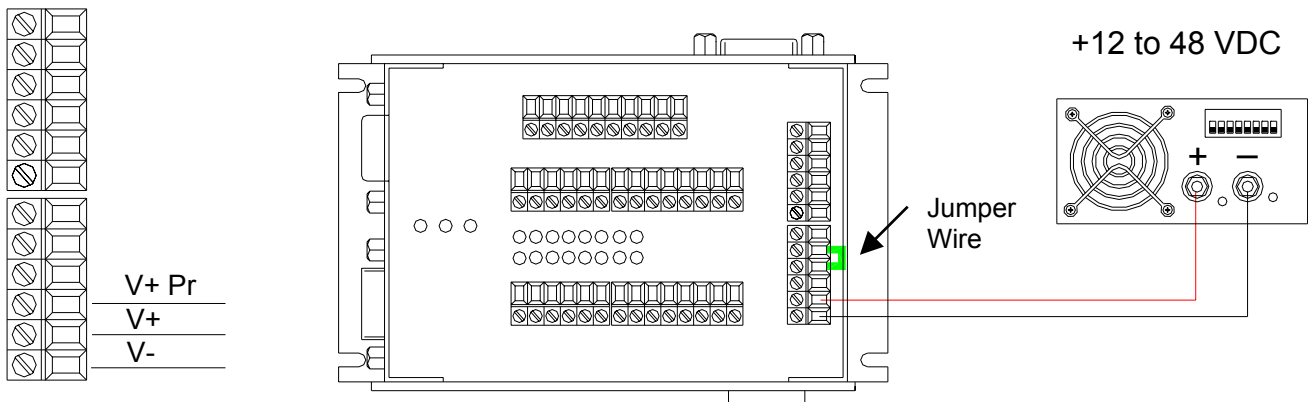 +12 to 48 VDC
+ −
Jumper
Wire
V+ Pr
V+
V-